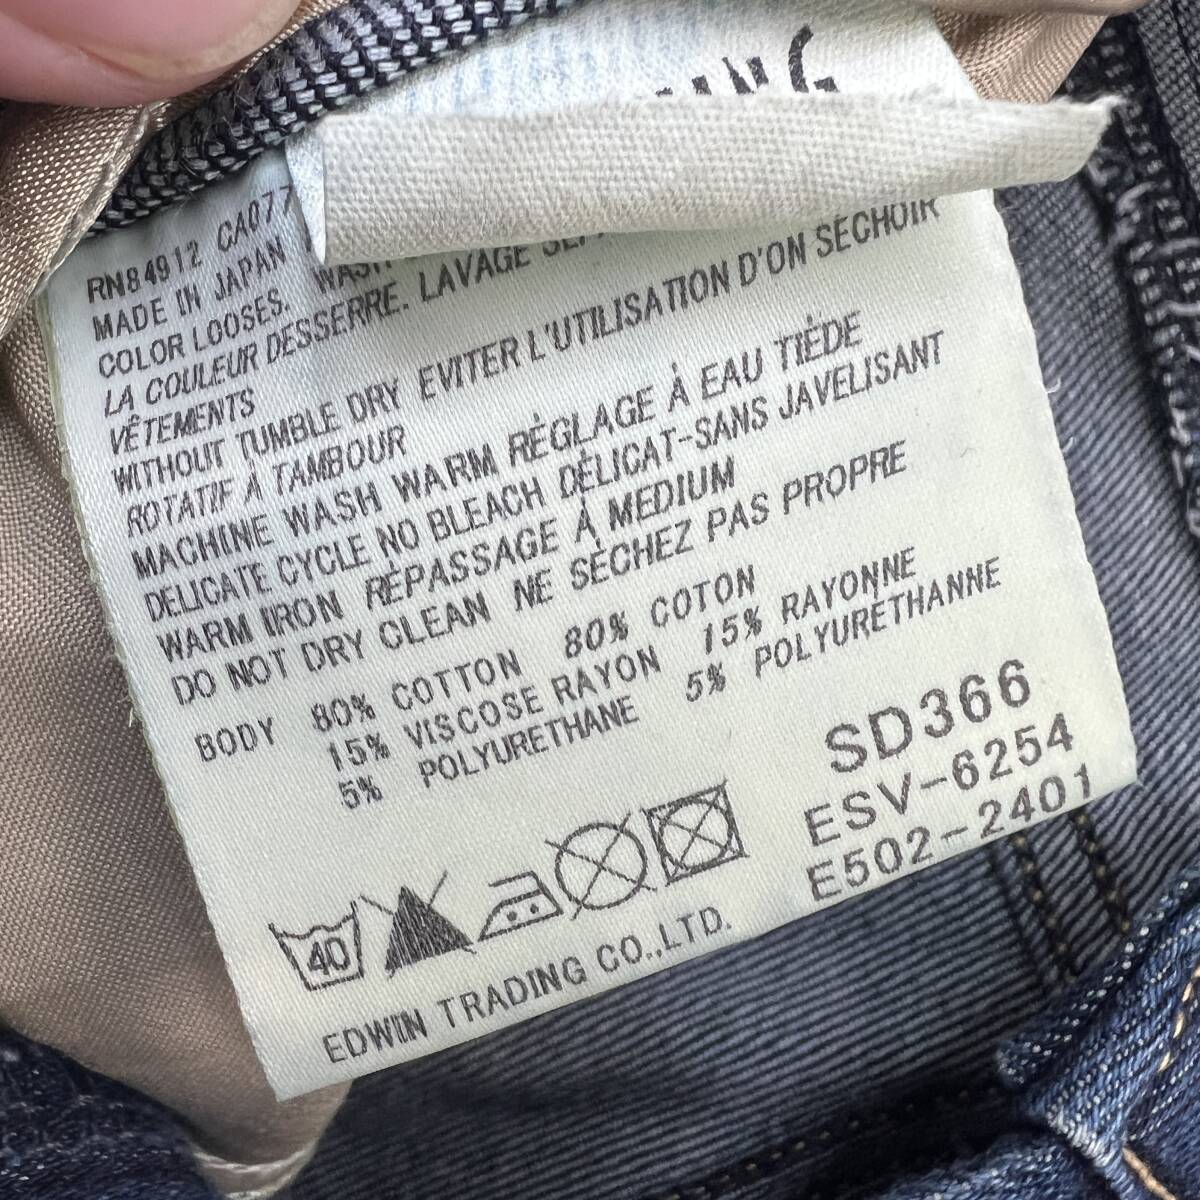 RN84912 CA077
MADE IN JAPAN
COLOR LOOSES. WASH
LA COULEUR DESSERRE. LAVAGE
VÊTEMENTS
WITHOUT TUMBLE DRY EVITER L'UTILISATION D'ON SÉCHOIR
ROTATIF À TAMBOUR
MACHINE WASH WARM RÉGLAGE À EAU TIÈDE
DELICATE CYCLE NO BLEACH DÉLICAT-SANS JAVELISANT
WARM IRON RÉPASSAGE À MEDIUM
DO NOT DRY CLEAN NE SÉCHEZ PAS PROPRE
BODY 80% COTTON 80% COTON
15% VISCOSE RAYON 15% RAYONNE
5% POLYURETHANE 5% POLYURETHANNE
SD366
ESV-6254
E502-2401
40
EDWIN TRADING CO.,LTD.